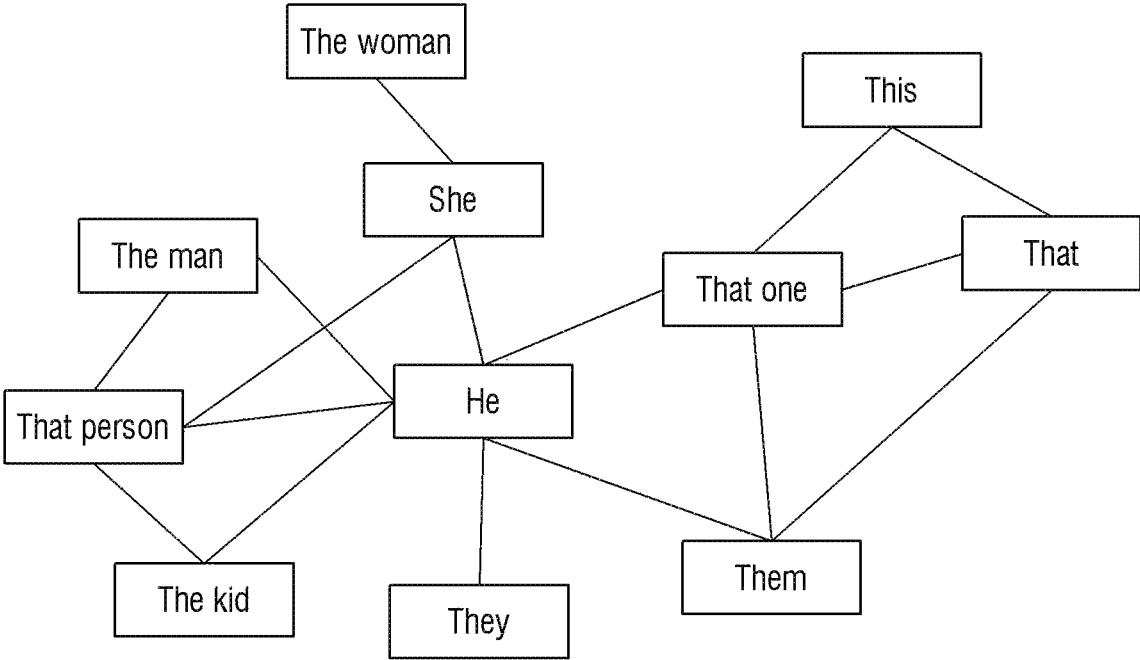 The woman
This
She
The man
That
That one
He
That person
Them
The kid
They